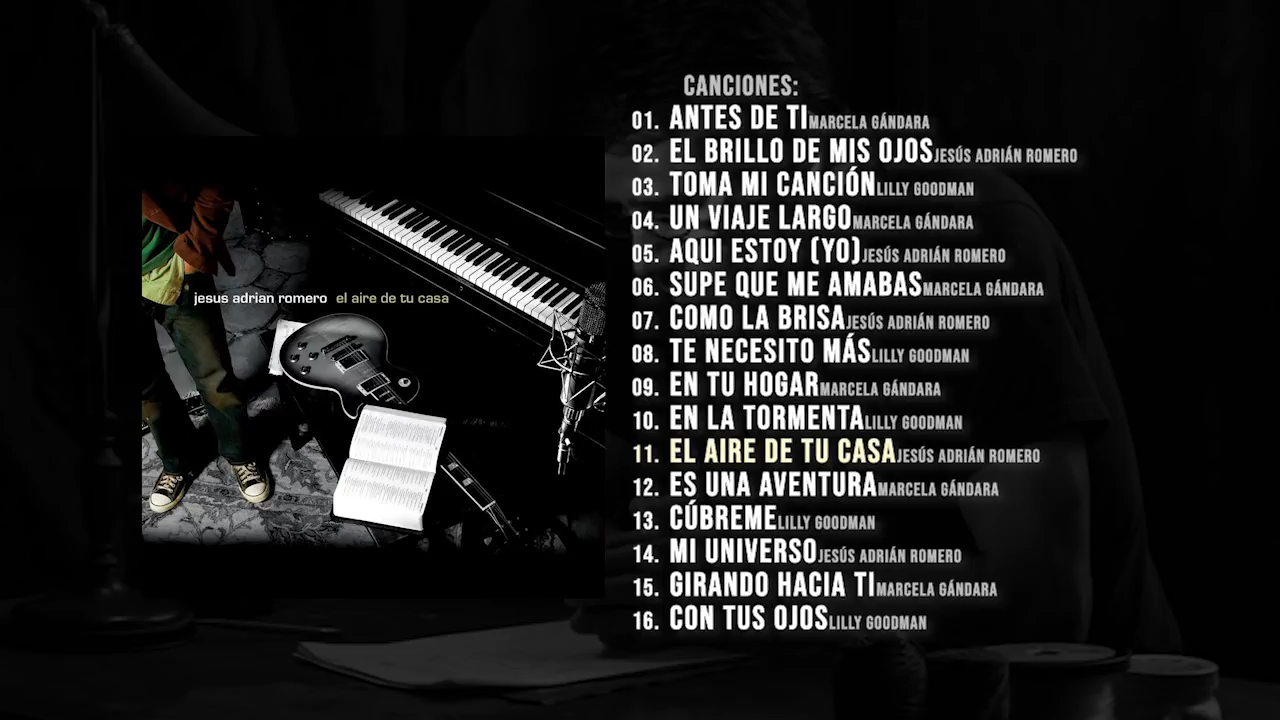 jesus adrian romero el aire de tu casa
CANCIONES:
01. ANTES DE TI MARCELA GÁNDARA
02. EL BRILLO DE MIS OJOS JESÚS ADRIÁN ROMERO
03. TOMA MI CANCIÓN LILLY GOODMAN
04. UN VIAJE LARGO MARCELA GÁNDARA
05. AQUI ESTOY (YO) JESÚS ADRIÁN ROMERO
06. SUPE QUE ME AMABAS MARCELA GÁNDARA
07. COMO LA BRISA JESÚS ADRIÁN ROMERO
08. TE NECESITO MÁS LILLY GOODMAN
09. EN TU HOGAR MARCELA GÁNDARA
10. EN LA TORMENTA LILLY GOODMAN
11. EL AIRE DE TU CASA JESÚS ADRIÁN ROMERO
12. ES UNA AVENTURA MARCELA GÁNDARA
13. CÚBREME LILLY GOODMAN
14. MI UNIVERSO JESÚS ADRIÁN ROMERO
15. GIRANDO HACIA TI MARCELA GÁNDARA
16. CON TUS OJOS LILLY GOODMAN